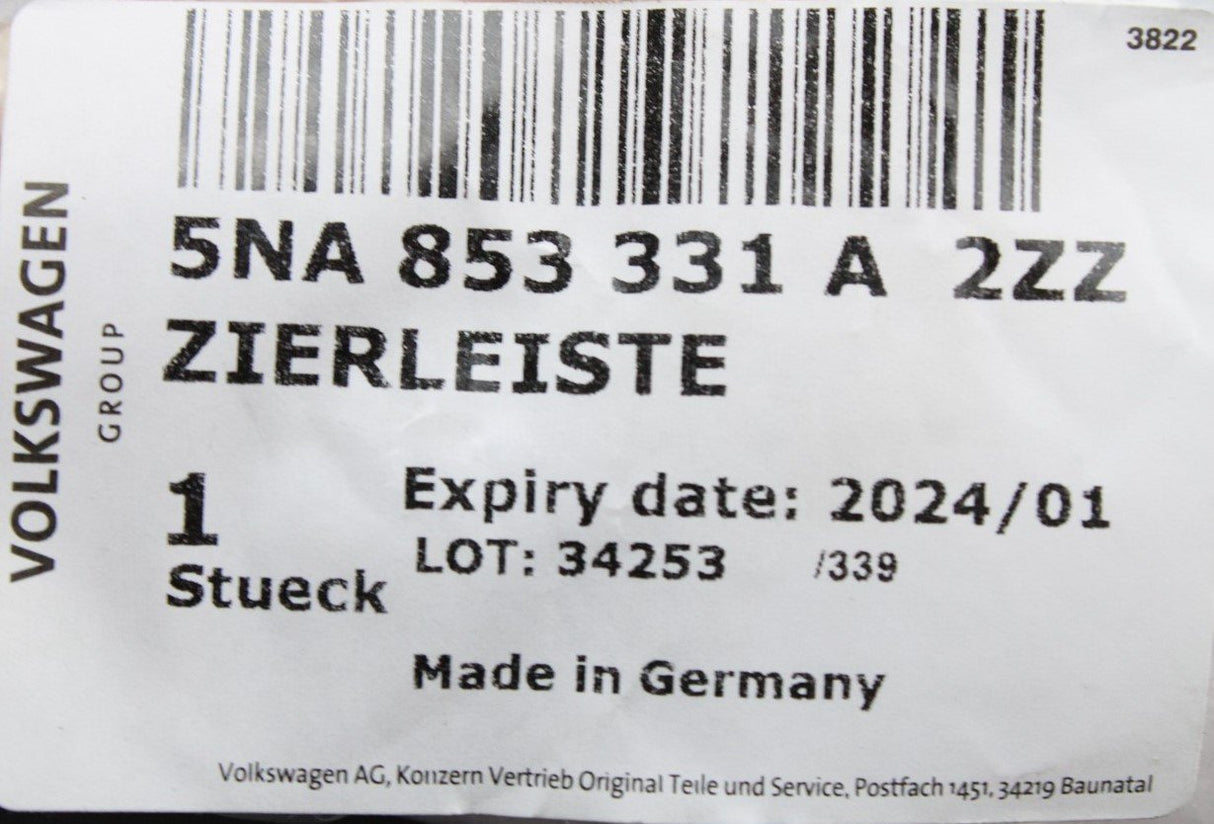 3822
VOLKSWAGEN
GROUP
5NA 853 331 A 2ZZ
ZIERLEISTE
1
Stueck
Expiry date: 2024/01
LOT: 34253 /339
Made in Germany
Volkswagen AG, Konzern Vertrieb Original Teile und Service, Postfach 1451, 34219 Baunatal